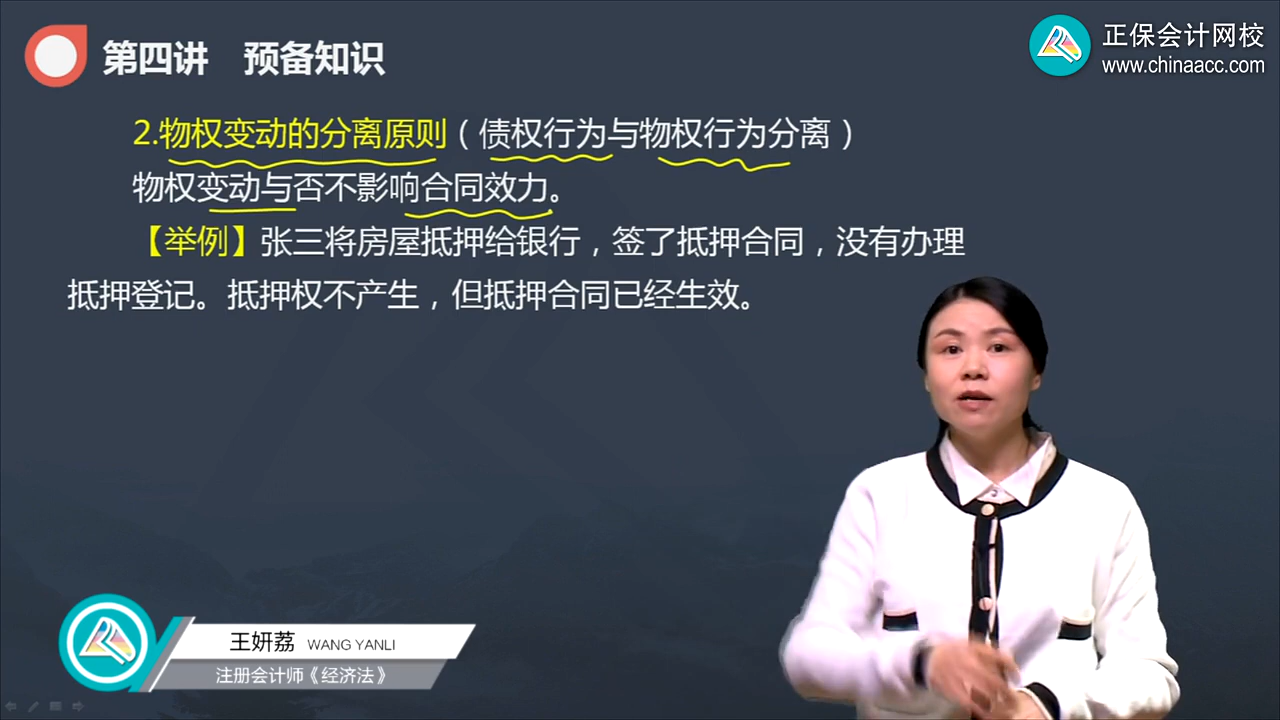 第四讲 预备知识
正保会计网校
www.chinaacc.com
2.物权变动的分离原则（债权行为与物权行为分离）
物权变动与否不影响合同效力。
【举例】张三将房屋抵押给银行，签了抵押合同，没有办理
抵押登记。抵押权不产生，但抵押合同已经生效。
王妍荔 WANG YANLI
注册会计师《经济法》